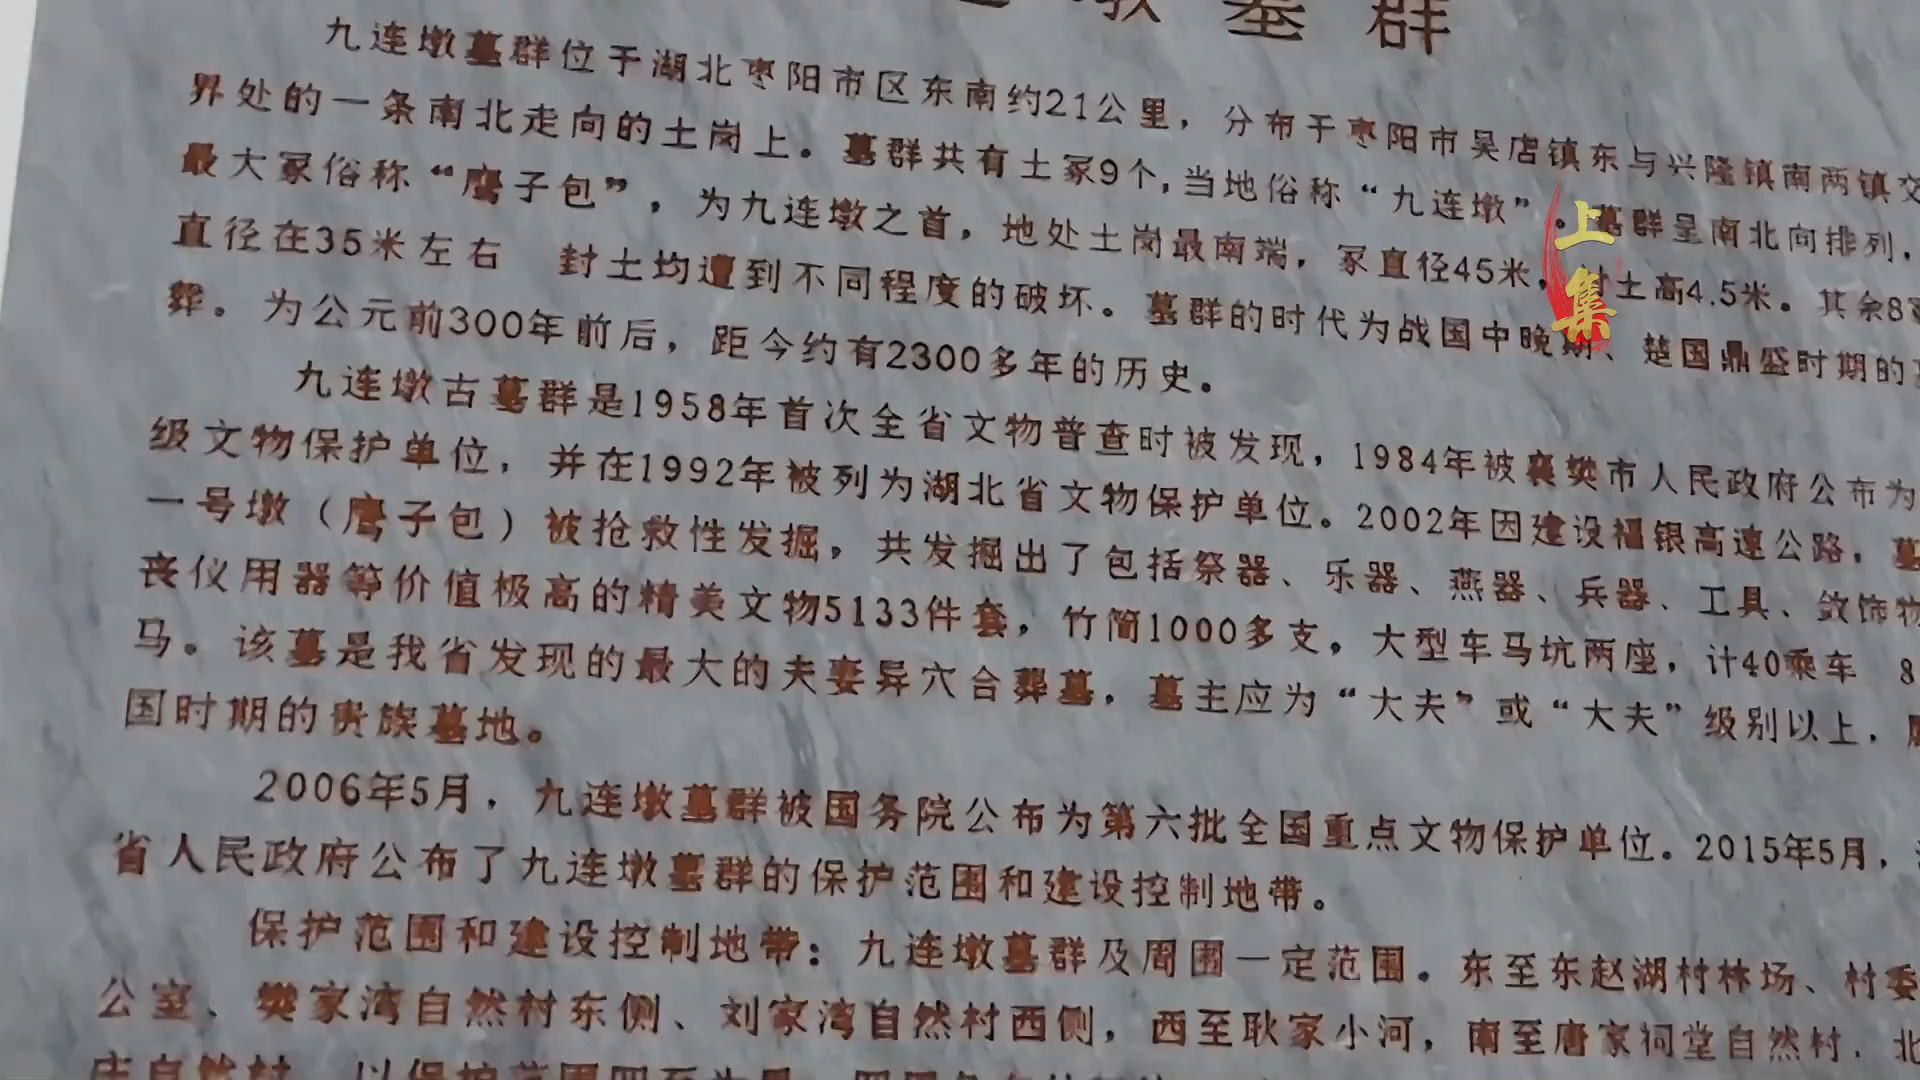 墓群
九连墩墓群位于湖北枣阳市区东南约21公里，分布于枣阳市吴店镇东与兴隆镇南两镇交
界处的一条南北走向的土岗上。墓群共有土冢9个,当地俗称“九连墩”。墓群呈南北向排列，
最大冢俗称“鹰子包”，为九连墩之首，地处土岗最南端，冢直径45米，封土高4.5米。其余8
直径在35米左右 封土均遭到不同程度的破坏。墓群的时代为战国中晚期、楚国鼎盛时期的
葬。为公元前300年前后，距今约有2300多年的历史。
九连墩古墓群是1958年首次全省文物普查时被发现，1984年被襄樊市人民政府公布为
级文物保护单位，并在1992年被列为湖北省文物保护单位。2002年因建设福银高速公路，
一号墩（鹰子包）被抢救性发掘，共发掘出了包括祭器、乐器、燕器、兵器、工具、敛饰物
丧仪用器等价值极高的精美文物5133件套，竹简1000多支，大型车马坑两座，计40乘车 8
马。该墓是我省发现的最大的夫妻异穴合葬墓，墓主应为“大夫”或“大夫”级别以上，
国时期的贵族墓地。
2006年5月，九连墩墓群被国务院公布为第六批全国重点文物保护单位。2015年5月，
省人民政府公布了九连墩墓群的保护范围和建设控制地带。
保护范围和建设控制地带：九连墩墓群及周围一定范围。东至东赵湖村林场、村委
公室、樊家湾自然村东侧、刘家湾自然村西侧，西至耿家小河，南至唐家祠堂自然村，北
上集